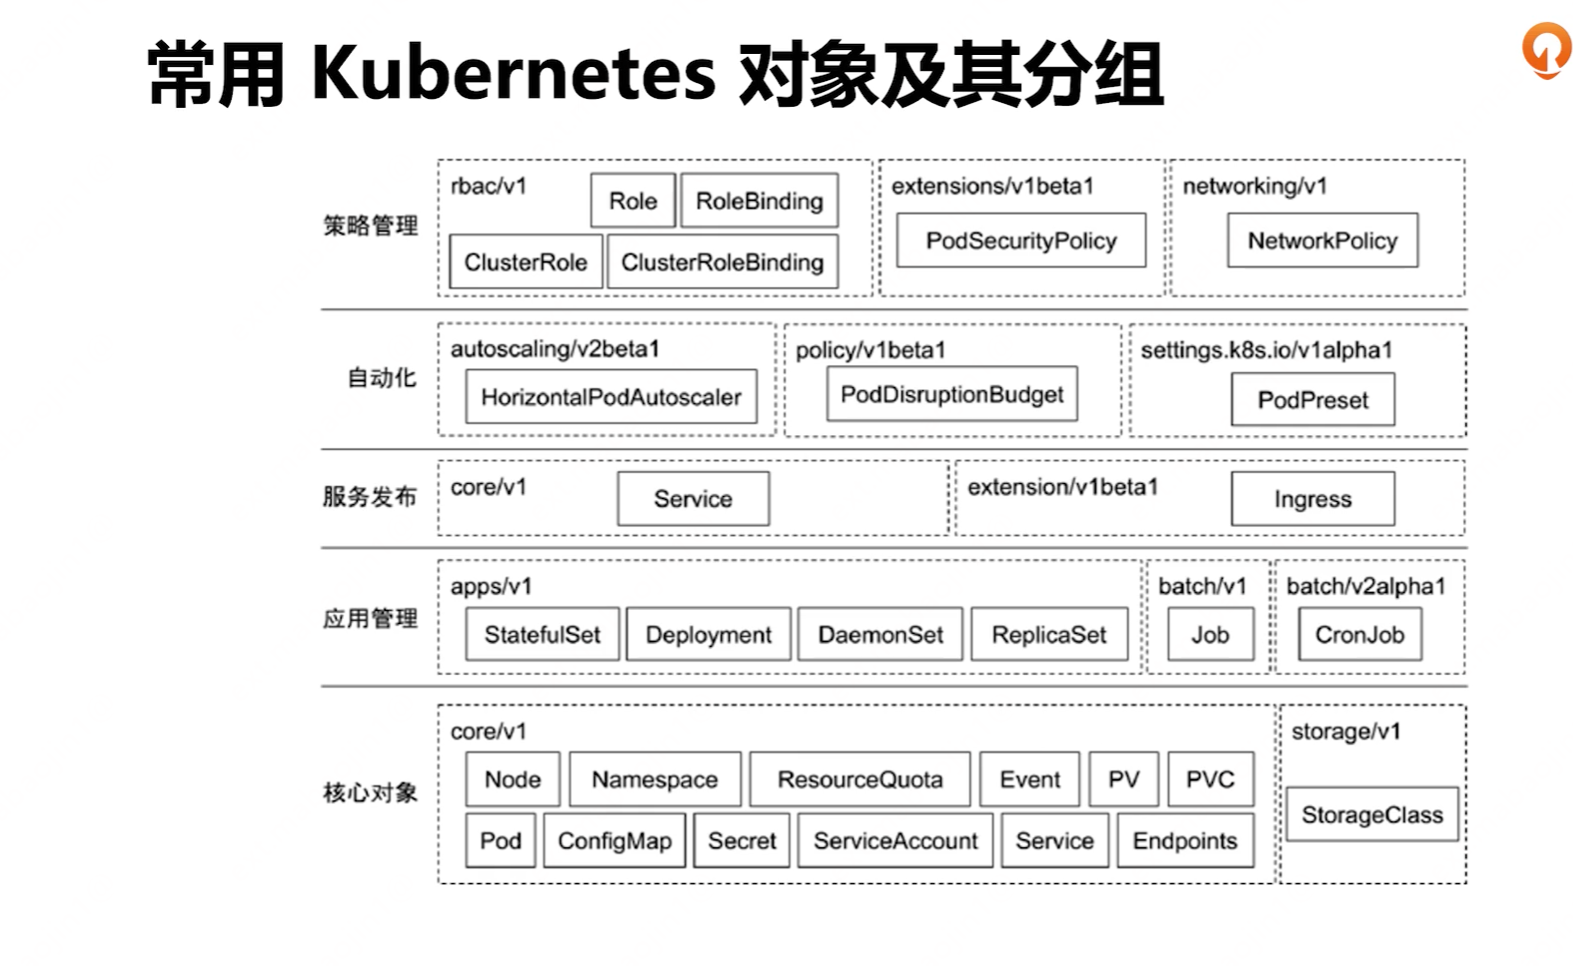 常用 Kubernetes 对象及其分组
策略管理
rbac/v1
Role
RoleBinding
ClusterRole
ClusterRoleBinding
extensions/v1beta1
PodSecurityPolicy
networking/v1
NetworkPolicy
自动化
autoscaling/v2beta1
HorizontalPodAutoscaler
policy/v1beta1
PodDisruptionBudget
settings.k8s.io/v1alpha1
PodPreset
服务发布
core/v1
Service
extension/v1beta1
Ingress
应用管理
apps/v1
StatefulSet
Deployment
DaemonSet
ReplicaSet
batch/v1
Job
batch/v2alpha1
CronJob
核心对象
core/v1
Node
Namespace
ResourceQuota
Event
PV
PVC
Pod
ConfigMap
Secret
ServiceAccount
Service
Endpoints
storage/v1
StorageClass